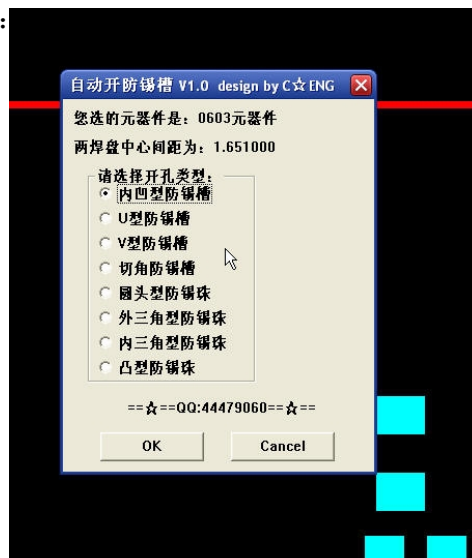 :
自动开防锡槽 V1.0 design by C☆ENG
您选的元器件是：0603元器件
两焊盘中心间距为：1.651000
请选择开孔类型：
内凹型防锡槽
U型防锡槽
V型防锡槽
切角防锡槽
圆头型防锡珠
外三角型防锡珠
内三角型防锡珠
凸型防锡珠
==☆==QQ:44479060==☆==
OK Cancel